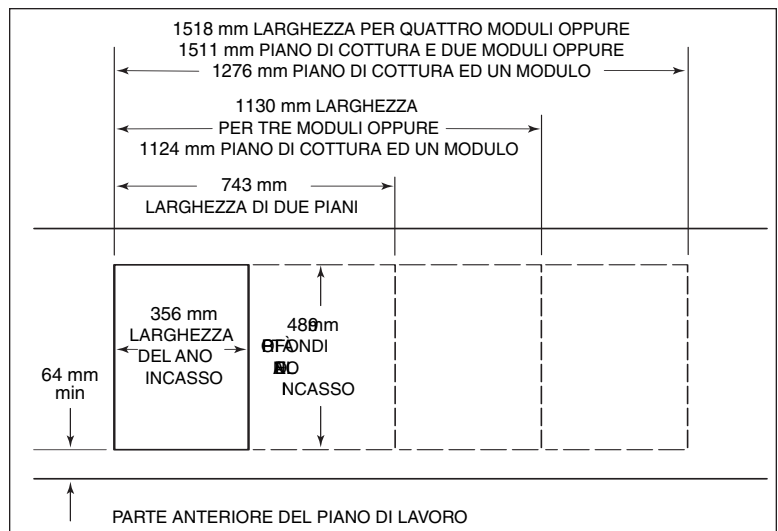 1518 mm LARGHEZZA PER QUATTRO MODULI OPPURE
1511 mm PIANO DI COTTURA E DUE MODULI OPPURE
1276 mm PIANO DI COTTURA ED UN MODULO
1130 mm LARGHEZZA
PER TRE MODULI OPPURE
1124 mm PIANO DI COTTURA ED UN MODULO
743 mm
LARGHEZZA DI DUE PIANI
356 mm
LARGHEZZA
DEL ANO
INCASSO
mm
INCASSO
64 mm
min
PARTE ANTERIORE DEL PIANO DI LAVORO